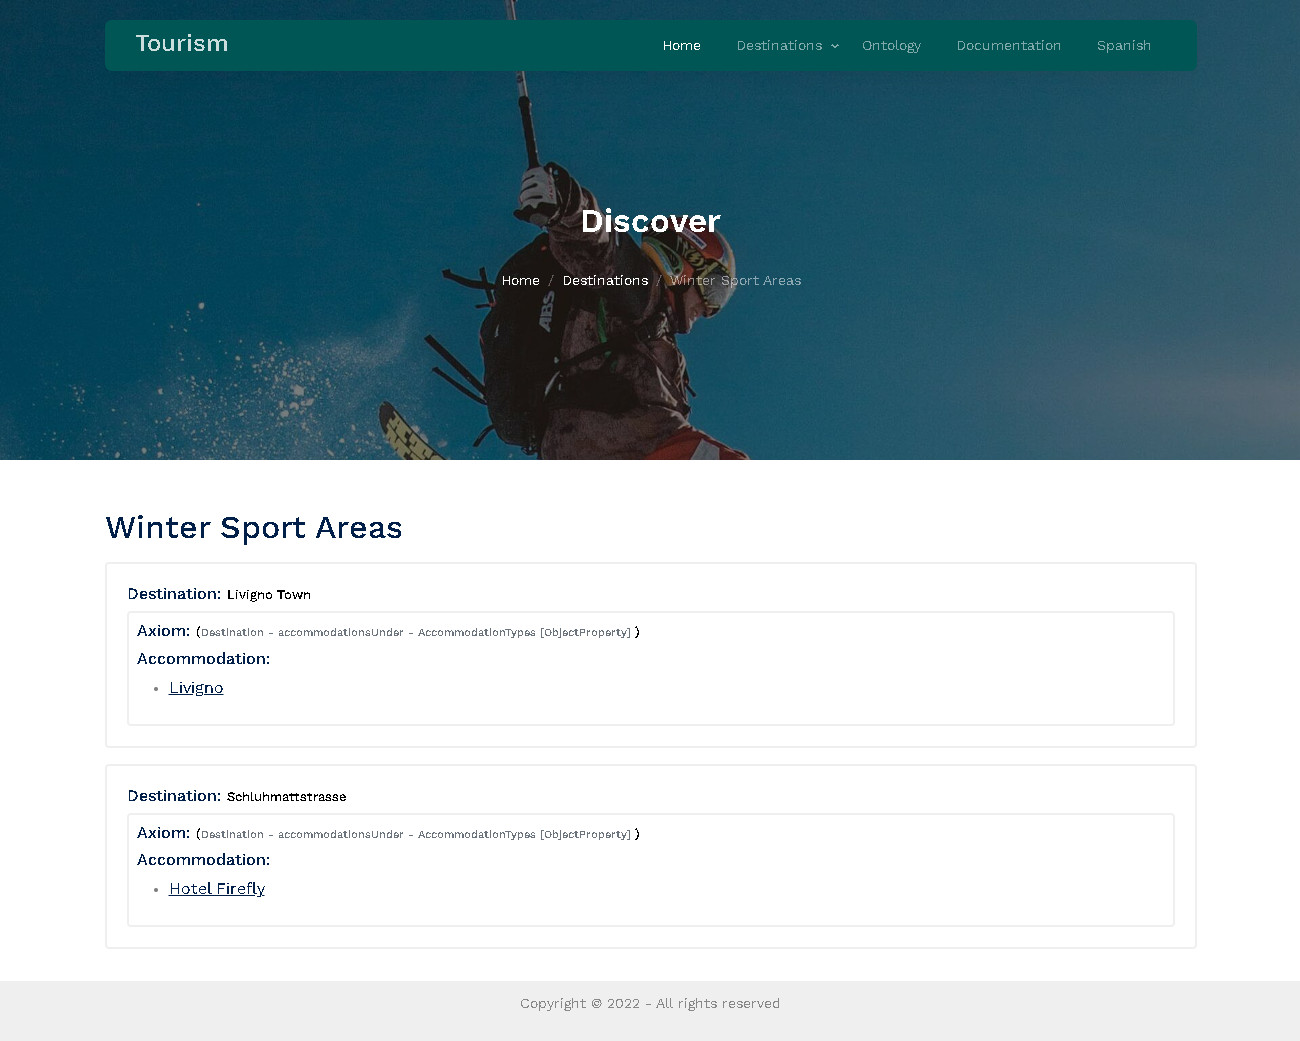 Tourism
Home Destinations Ontology Documentation Spanish
Discover
Home / Destinations / Winter Sport Areas
ABS
Winter Sport Areas
Destination: Livigno Town
Axiom: (Destination - accommodationsUnder - AccommodationTypes [ObjectProperty] )
Accommodation:
• Livigno
Destination: Schluhmattstrasse
Axiom: (Destination - accommodationsUnder - AccommodationTypes [ObjectProperty] )
Accommodation:
• Hotel Firefly
Copyright © 2022 - All rights reserved